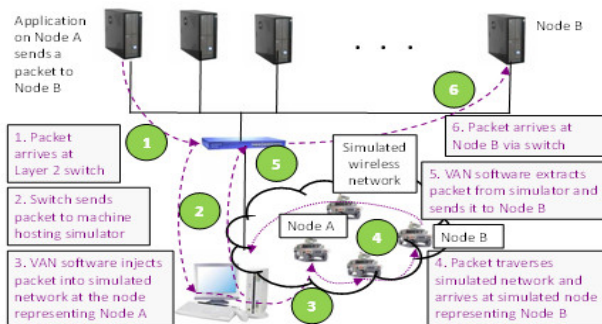 Application
on Node A
sends a
packet to
Node B
. . .
Node B
6
1
1. Packet
arrives at
Layer 2 switch
5
Simulated
wireless
network
6. Packet arrives at
Node B via switch
2. Switch sends
packet to machine
hosting simulator
2
Node A
4
Node B
5. VAN software extracts
packet from simulator and
sends it to Node B
3. VAN software injects
packet into simulated
network at the node
representing Node A
3
4. Packet traverses
simulated network and
arrives at simulated node
representing Node B